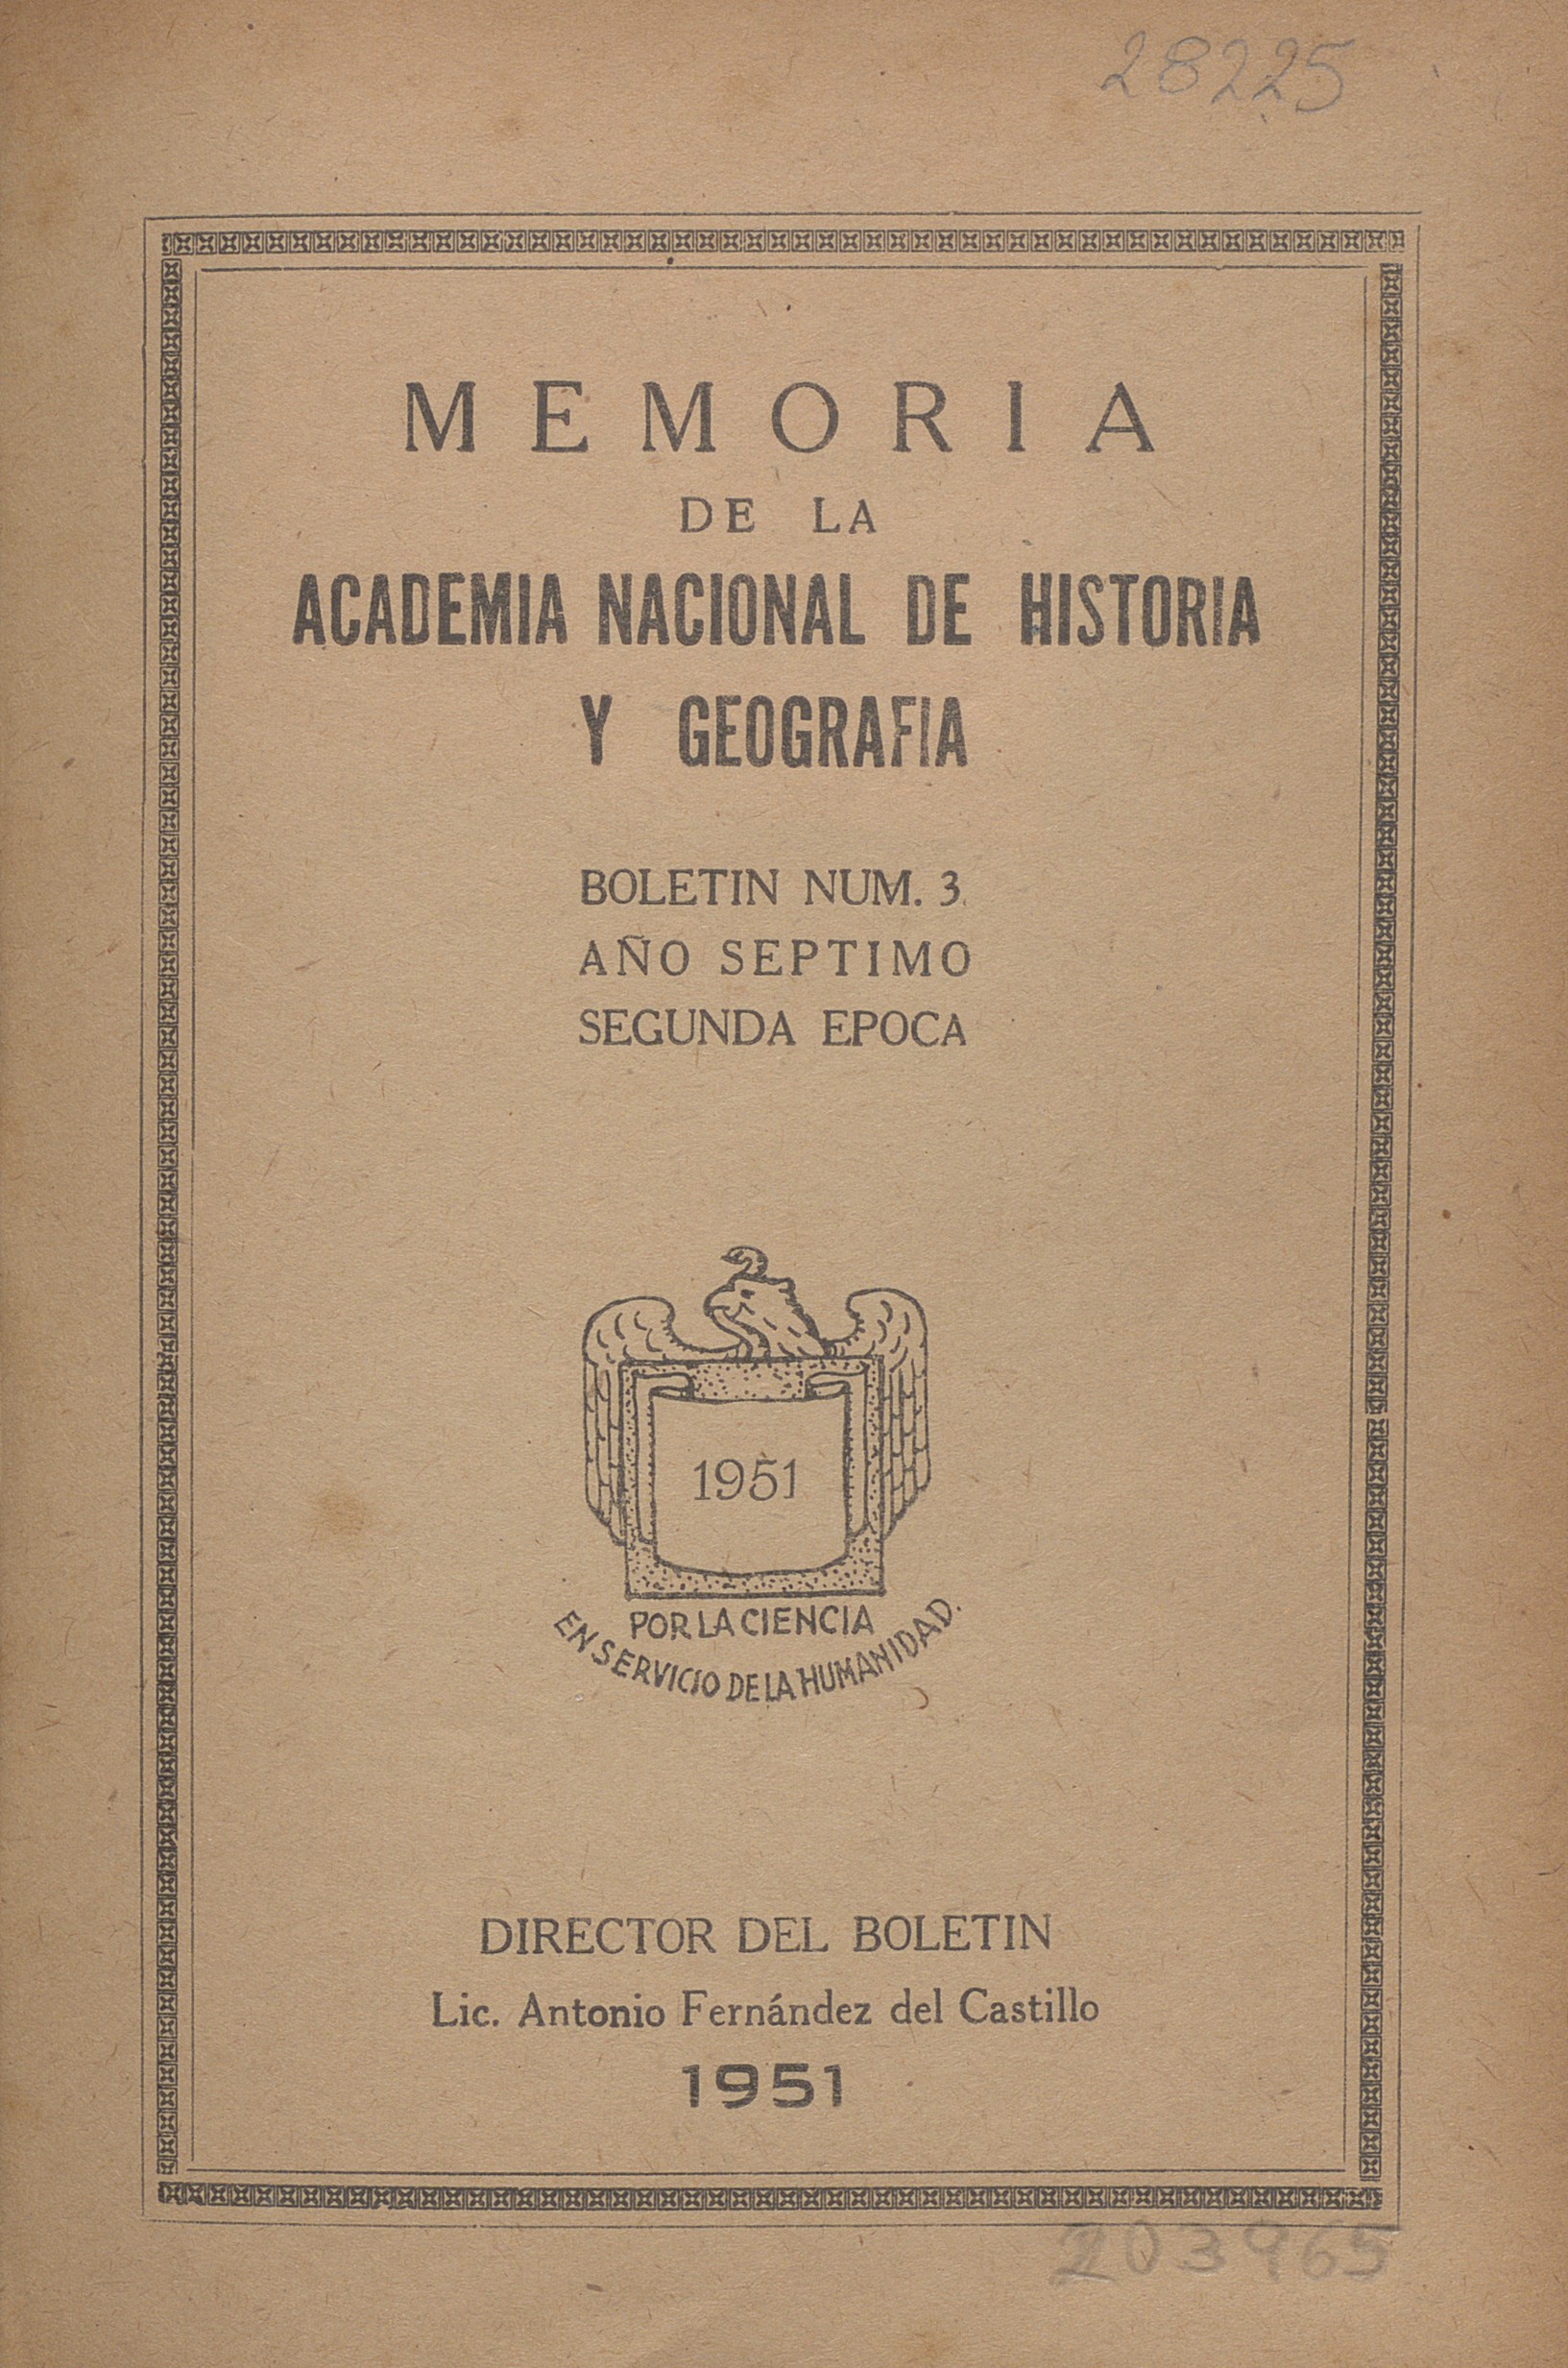 28225
MEMORIA
DE LA
ACADEMIA NACIONAL DE HISTORIA
Y GEOGRAFIA
BOLETIN NUM. 3.
AÑO SEPTIMO
SEGUNDA EPOCA
1951
POR LA CIENCIA
EN SERVICIO DE LA HUMANIDAD.
DIRECTOR DEL BOLETIN
Lic. Antonio Fernández del Castillo
1951
203965